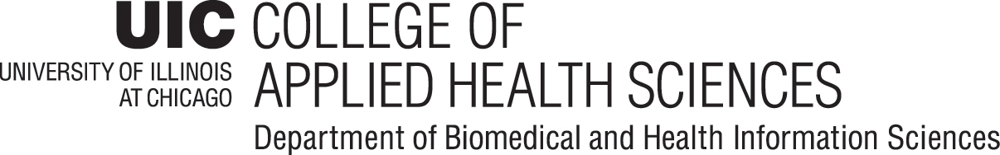 UIC
UNIVERSITY OF ILLINOIS
AT CHICAGO
COLLEGE OF
APPLIED HEALTH SCIENCES
Department of Biomedical and Health Information Sciences